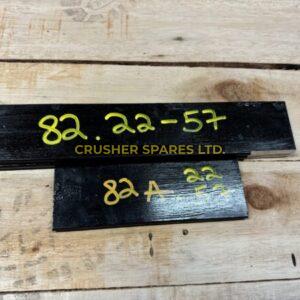 82.22-57
CRUSHER SPARES LTD.
82A 22